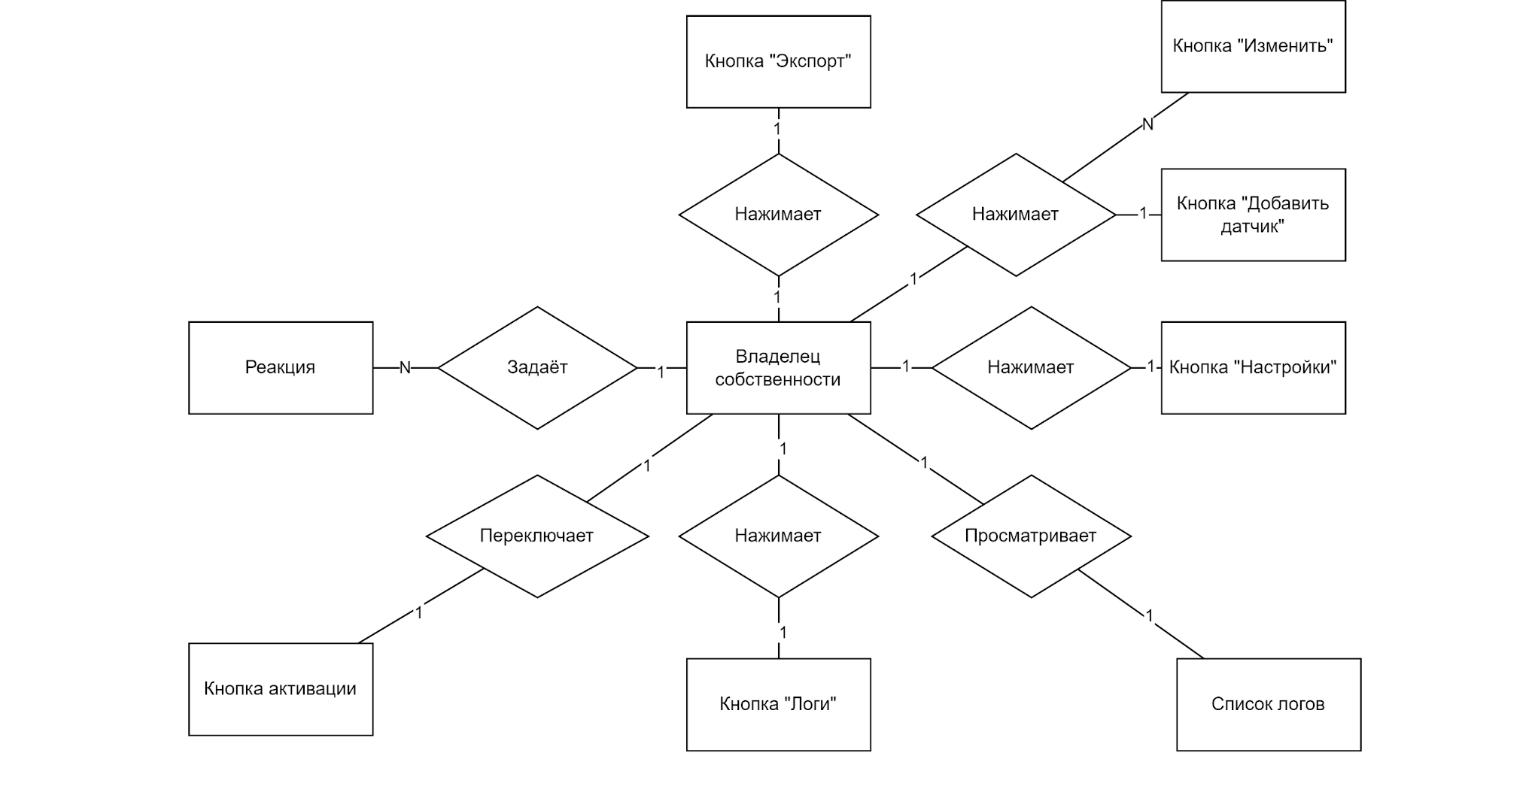 Кнопка "Изменить"
Кнопка "Экспорт"
N
1
Кнопка "Добавить
датчик"
Нажимает
Нажимает
1
1
1
Владелец
собственности
Реакция
N
Задаёт
1
1
Нажимает
1
Кнопка "Настройки"
1
1
1
Переключает
Нажимает
Просматривает
1
1
1
Кнопка активации
Кнопка "Логи"
Список логов